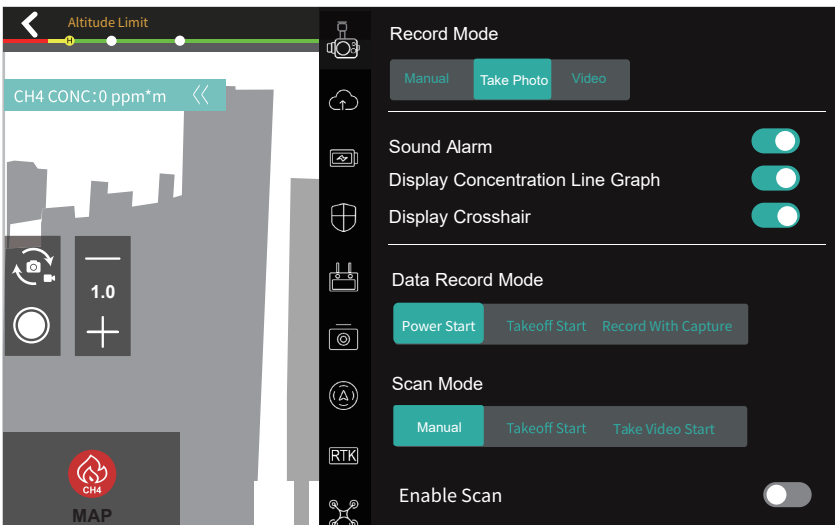 Altitude Limit
H
CH4 CONC:0 ppm*m
1.0
CH4
MAP
RTK
Record Mode
Manual Take Photo Video
Sound Alarm
Display Concentration Line Graph
Display Crosshair
Data Record Mode
Power Start Takeoff Start Record With Capture
Scan Mode
Manual Takeoff Start Take Video Start
Enable Scan